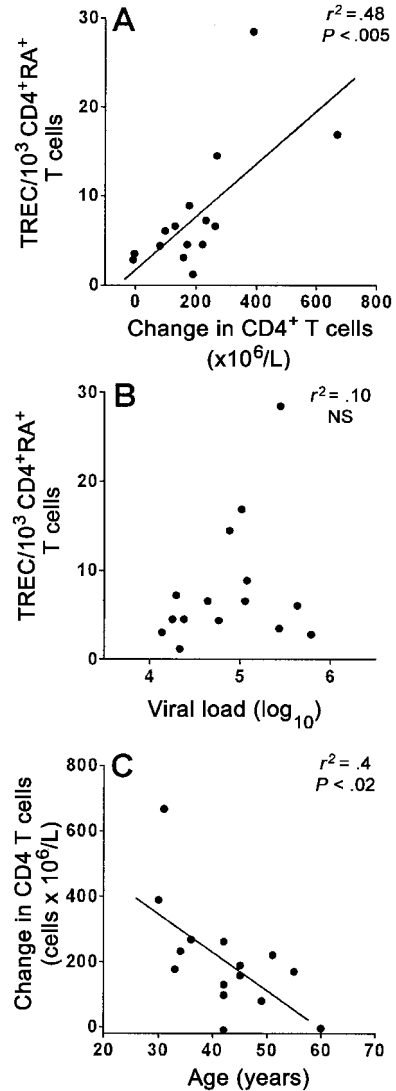 A
r² = .48
P < .005
TREC/10³ CD4⁺RA⁺
T cells
30
20
10
0
0 200 400 600 800
Change in CD4⁺ T cells
(x10⁶/L)
B
r² = .10
NS
TREC/10³ CD4⁺RA⁺
T cells
30
20
10
0
4 5 6
Viral load (log₁₀)
C
r² = .4
P < .02
Change in CD4 T cells
(cells x 10⁶/L)
800
600
400
200
0
20 30 40 50 60 70
Age (years)